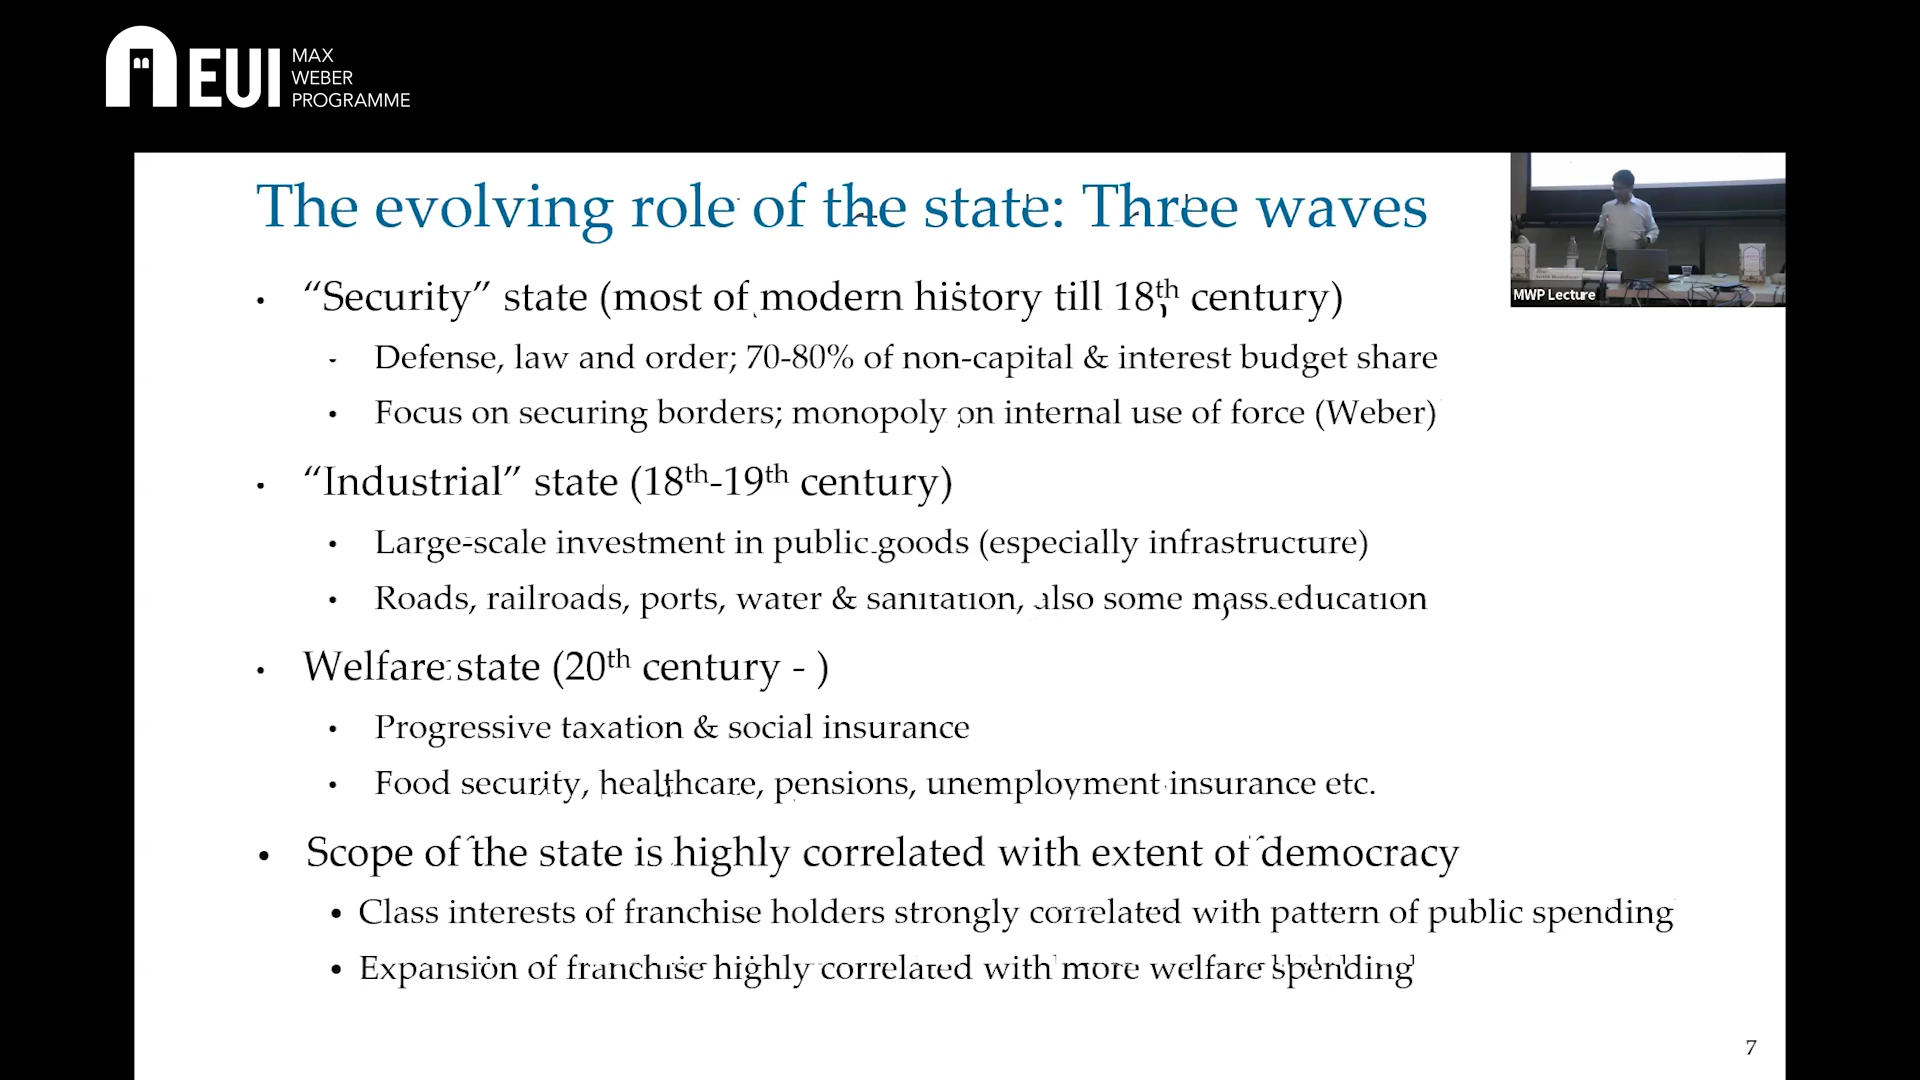 EUI
MAX
WEBER
PROGRAMME
The evolving role of the state: Three waves
• “Security” state (most of modern history till 18th century)
- Defense, law and order; 70-80% of non-capital & interest budget share
• Focus on securing borders; monopoly on internal use of force (Weber)
• “Industrial” state (18th-19th century)
• Large-scale investment in public goods (especially infrastructure)
• Roads, railroads, ports, water & sanitation, also some mass education
• Welfare state (20th century - )
• Progressive taxation & social insurance
• Food security, healthcare, pensions, unemployment insurance etc.
• Scope of the state is highly correlated with extent of democracy
• Class interests of franchise holders strongly correlated with pattern of public spending
• Expansion of franchise highly correlated with more welfare spending
MWP Lecture
7